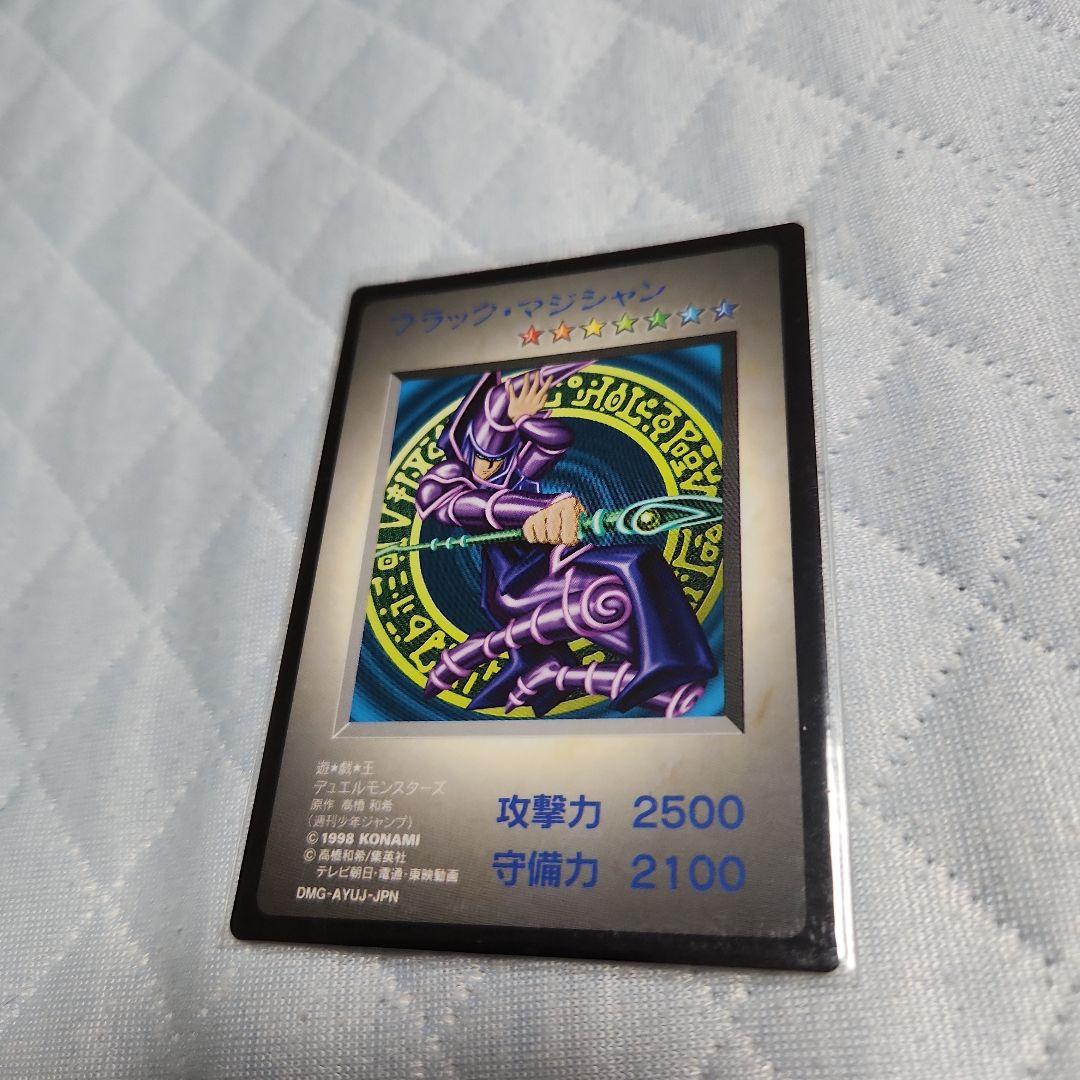 ブラック・マジシャン
遊★戯★王
デュエルモンスターズ
原作 高橋 和希
(週刊少年ジャンプ)
© 1998 KONAMI
© 高橋和希/集英社
テレビ朝日・電通・東映動画
DMG-AYUJ-JPN
攻撃力 2500
守備力 2100